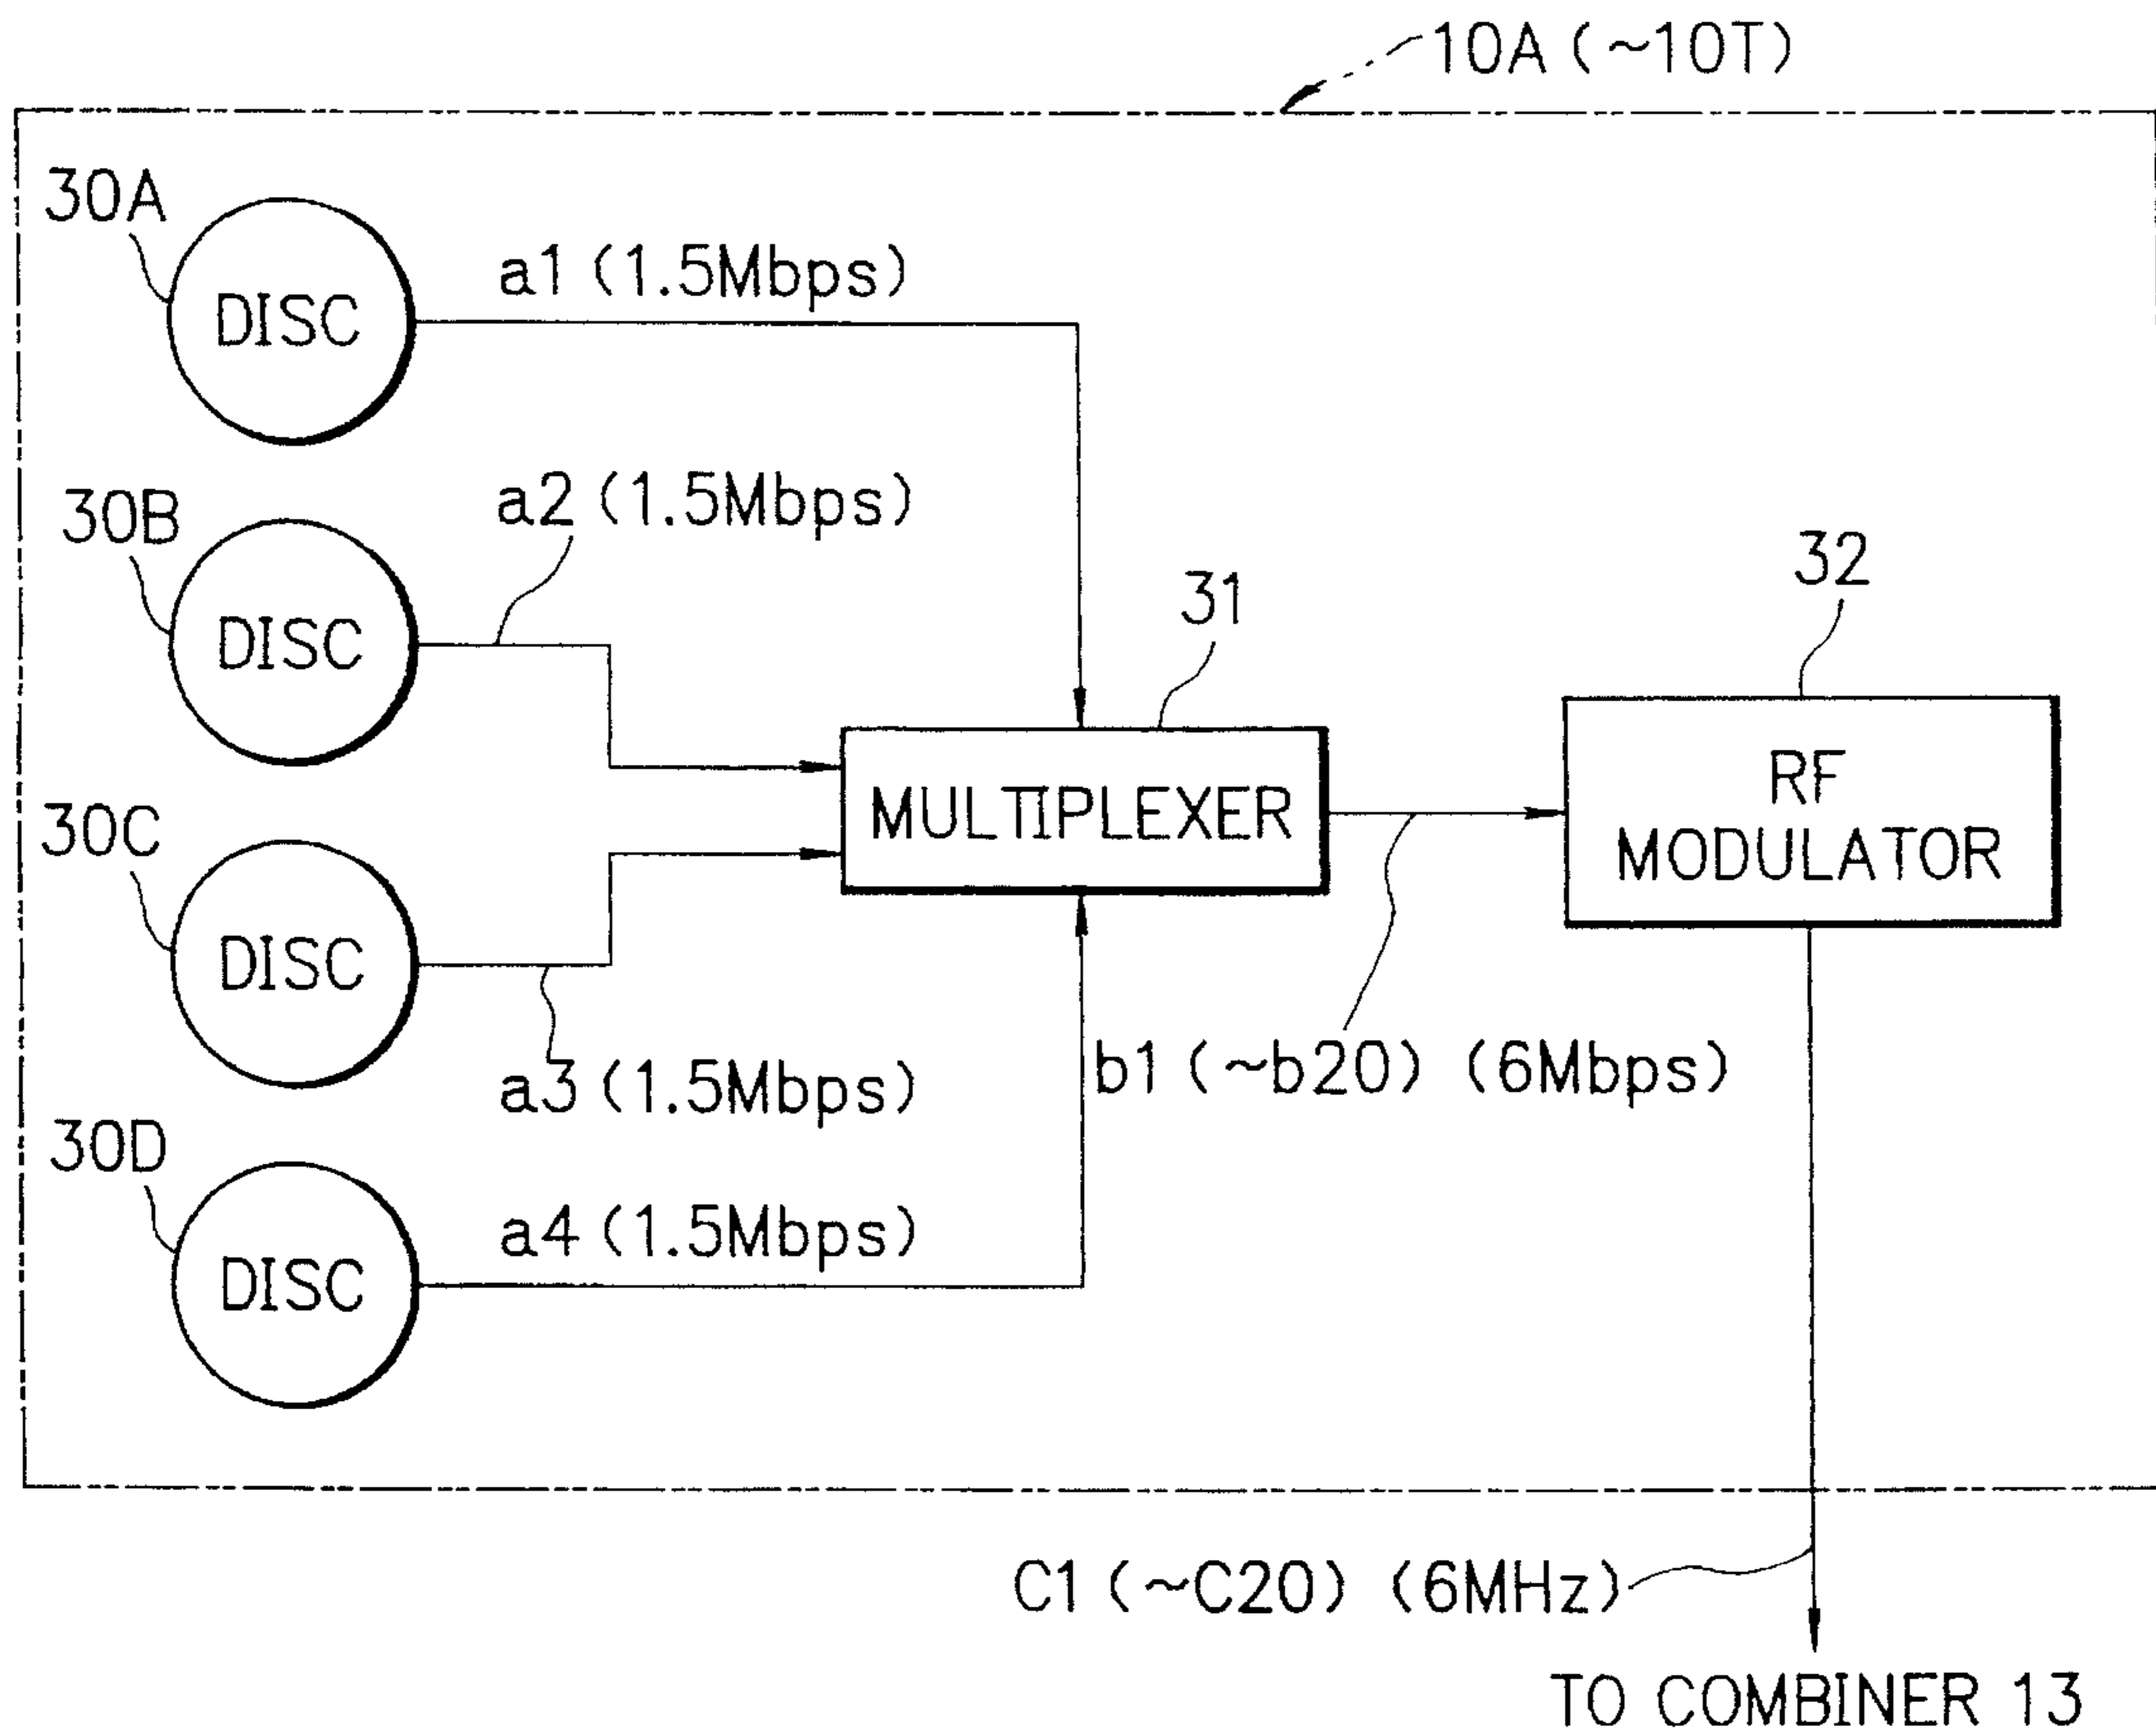 10A (~10T)
30A
DISC
a1 (1.5Mbps)
30B
DISC
a2 (1.5Mbps)
31
32
MULTIPLEXER
RF
MODULATOR
30C
DISC
a3 (1.5Mbps)
b1 (~b20) (6Mbps)
30D
DISC
a4 (1.5Mbps)
C1 (~C20) (6MHz)
TO COMBINER 13